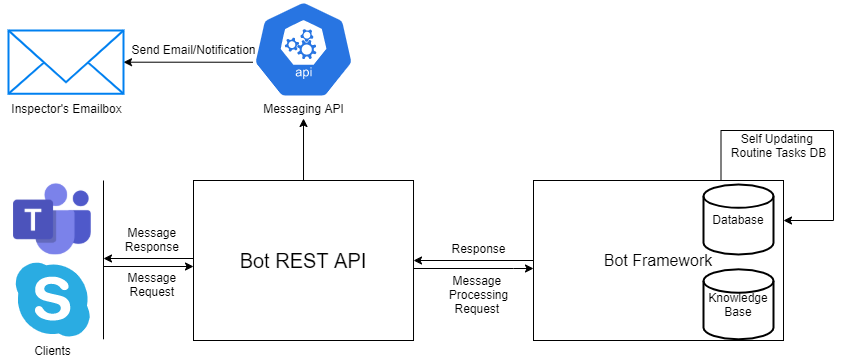 Send Email/Notification
api
Inspector's Emailbox
Messaging API
Self Updating
Routine Tasks DB
T
Message
Response
Bot REST API
Response
Bot Framework
Database
Message
Request
Message
Processing
Request
S
Knowledge
Base
Clients